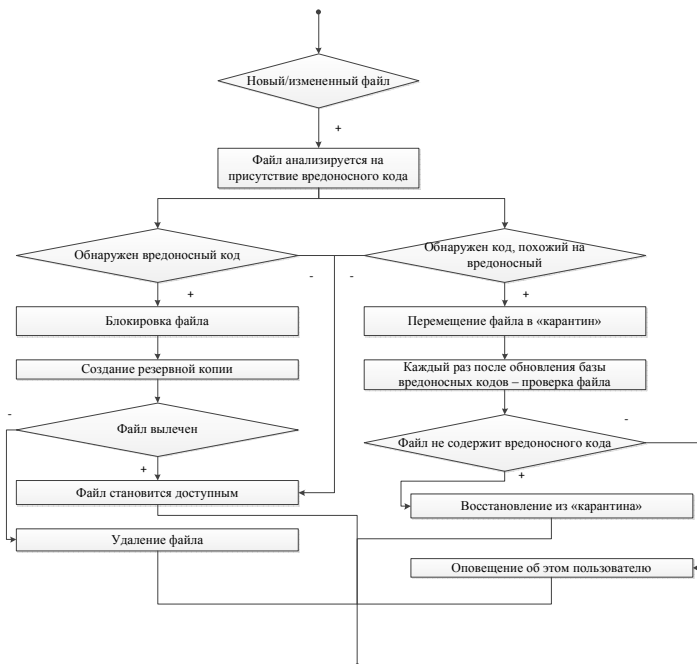 Новый/измененный файл
+
Файл анализируется на
присутствие вредоносного кода
Обнаружен вредоносный код
Обнаружен код, похожий на
вредоносный
-
-
+
+
Блокировка файла
Перемещение файла в «карантин»
Создание резервной копии
Каждый раз после обновления базы
вредоносных кодов – проверка файла
-
Файл вылечен
-
Файл не содержит вредоносного кода
+
+
Файл становится доступным
Восстановление из «карантина»
Удаление файла
Оповещение об этом пользователю